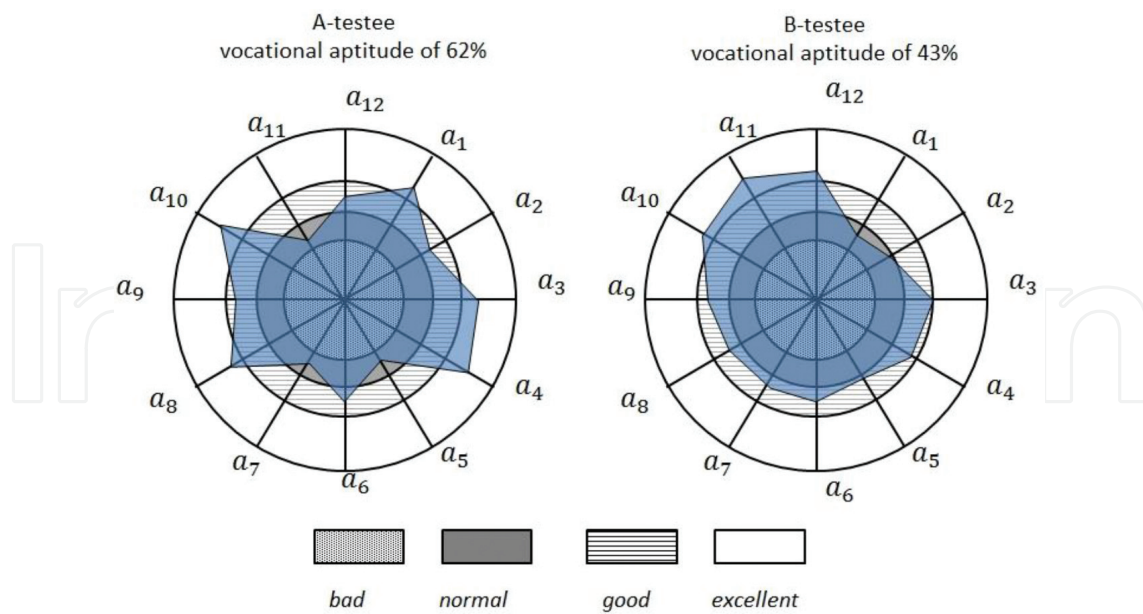 A-testee
vocational aptitude of 62%
B-testee
vocational aptitude of 43%
a₁₂
a₁
a₂
a₃
a₄
a₅
a₆
a₇
a₈
a₉
a₁₀
a₁₁
a₁₂
a₁
a₂
a₃
a₄
a₅
a₆
a₇
a₈
a₉
a₁₀
a₁₁
bad normal good excellent